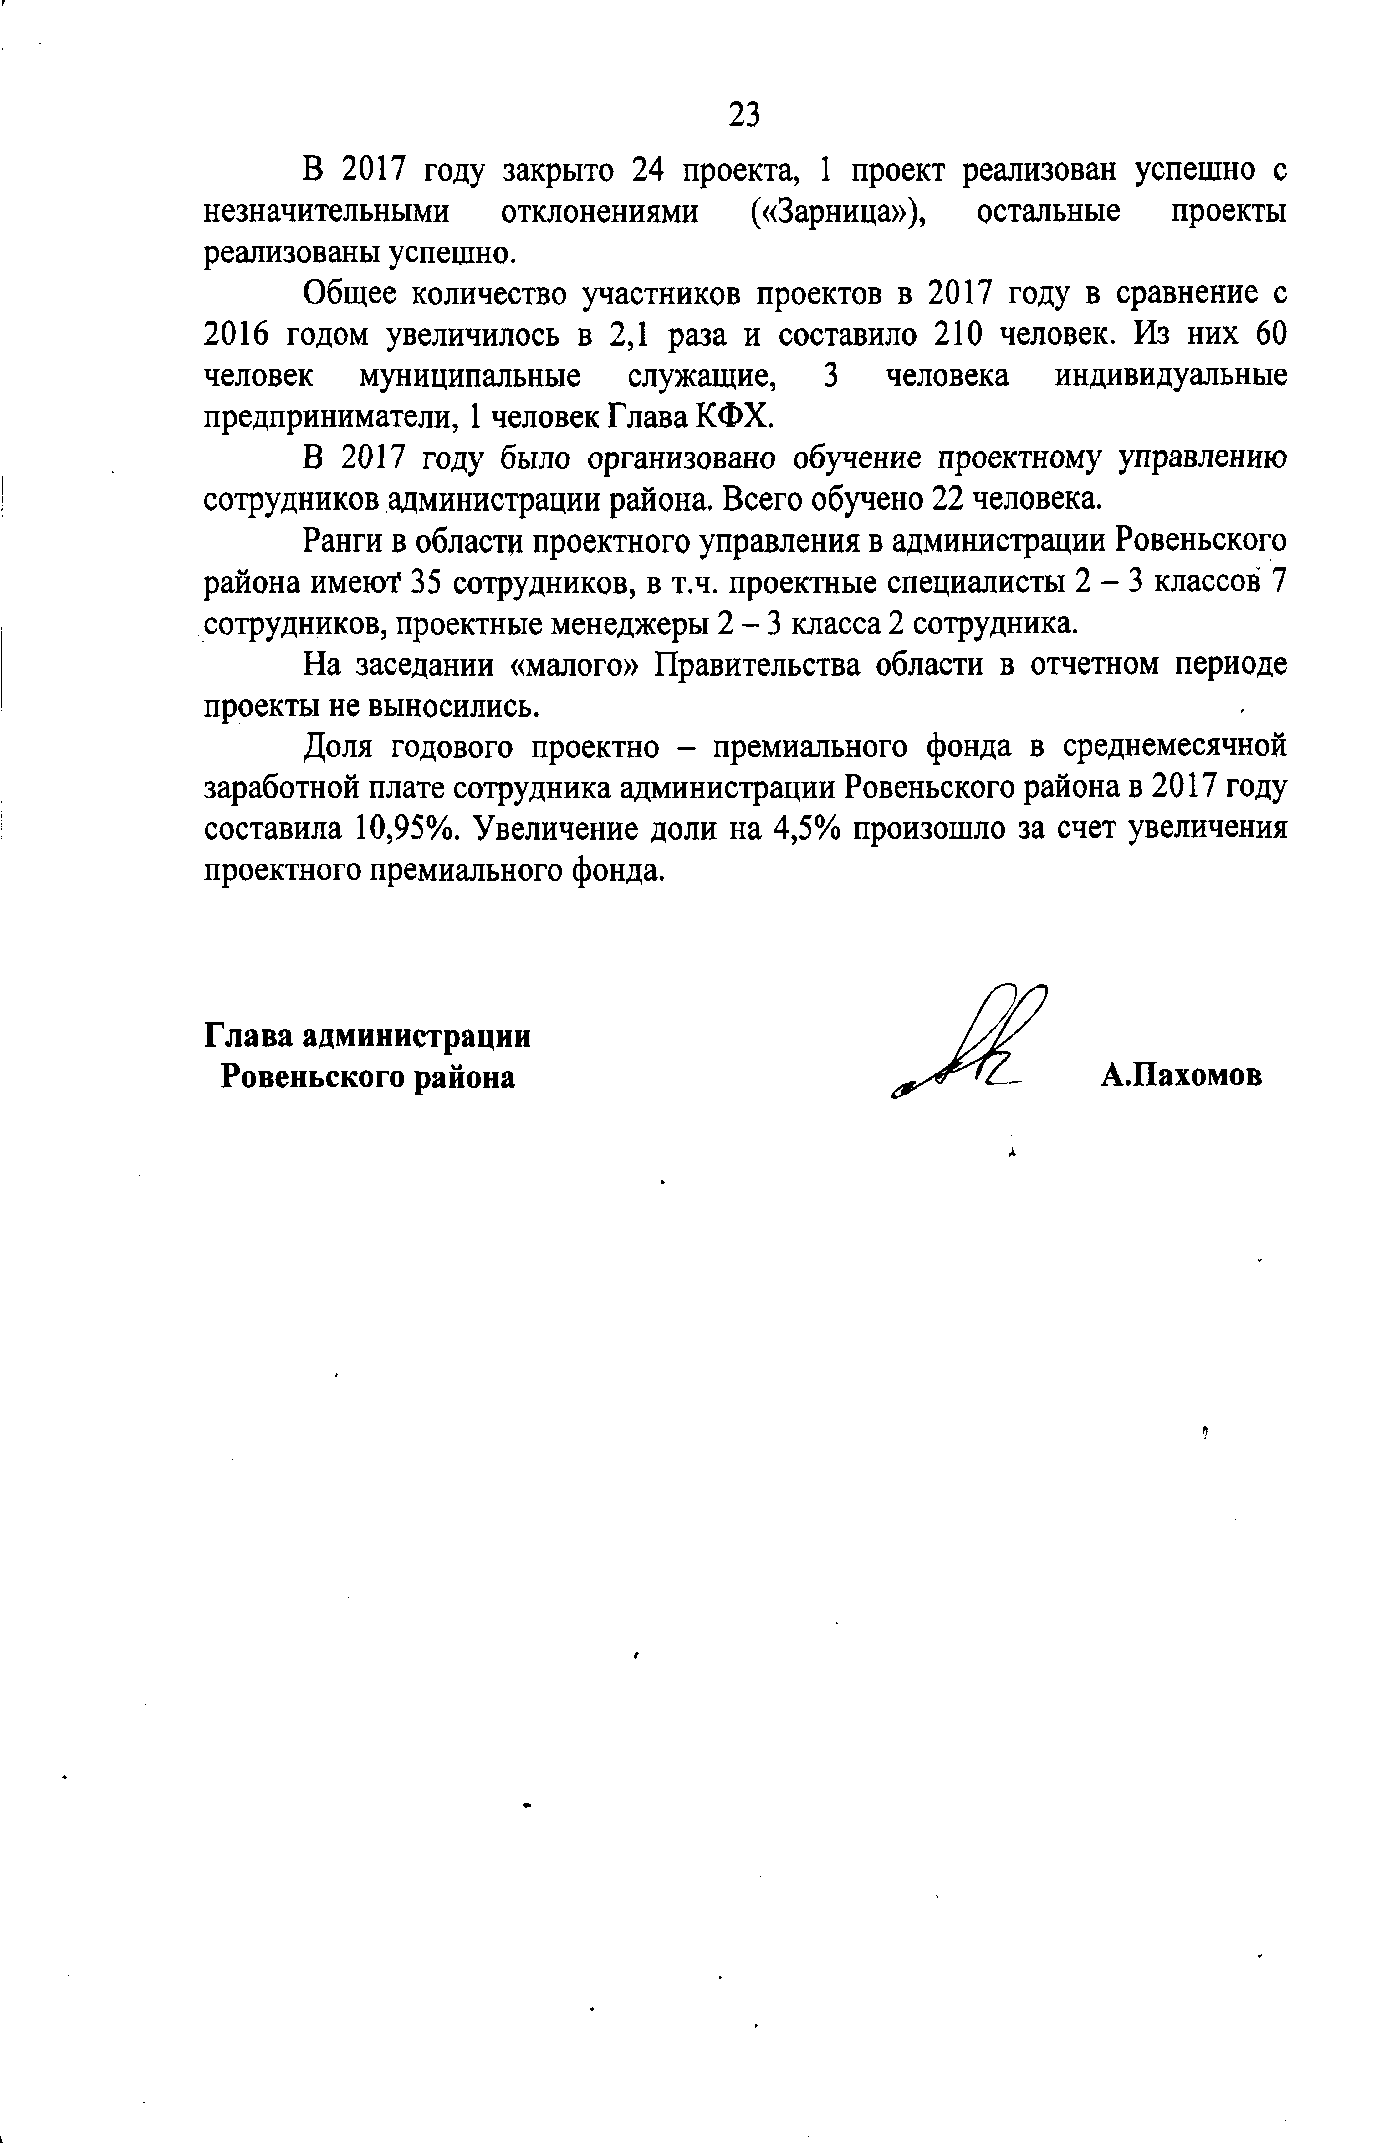 23
В 2017 году закрыто 24 проекта, 1 проект реализован успешно с
незначительными отклонениями («Зарница»), остальные проекты
реализованы успешно.
Общее количество участников проектов в 2017 году в сравнение с
2016 годом увеличилось в 2,1 раза и составило 210 человек. Из них 60
человек муниципальные служащие, 3 человека индивидуальные
предприниматели, 1 человек Глава КФХ.
В 2017 году было организовано обучение проектному управлению
сотрудников администрации района. Всего обучено 22 человека.
Ранги в области проектного управления в администрации Ровеньского
района имеют 35 сотрудников, в т.ч. проектные специалисты 2 – 3 классов 7
сотрудников, проектные менеджеры 2 – 3 класса 2 сотрудника.
На заседании «малого» Правительства области в отчетном периоде
проекты не выносились.
Доля годового проектно – премиального фонда в среднемесячной
заработной плате сотрудника администрации Ровеньского района в 2017 году
составила 10,95%. Увеличение доли на 4,5% произошло за счет увеличения
проектного премиального фонда.
Глава администрации
Ровеньского района А.Пахомов